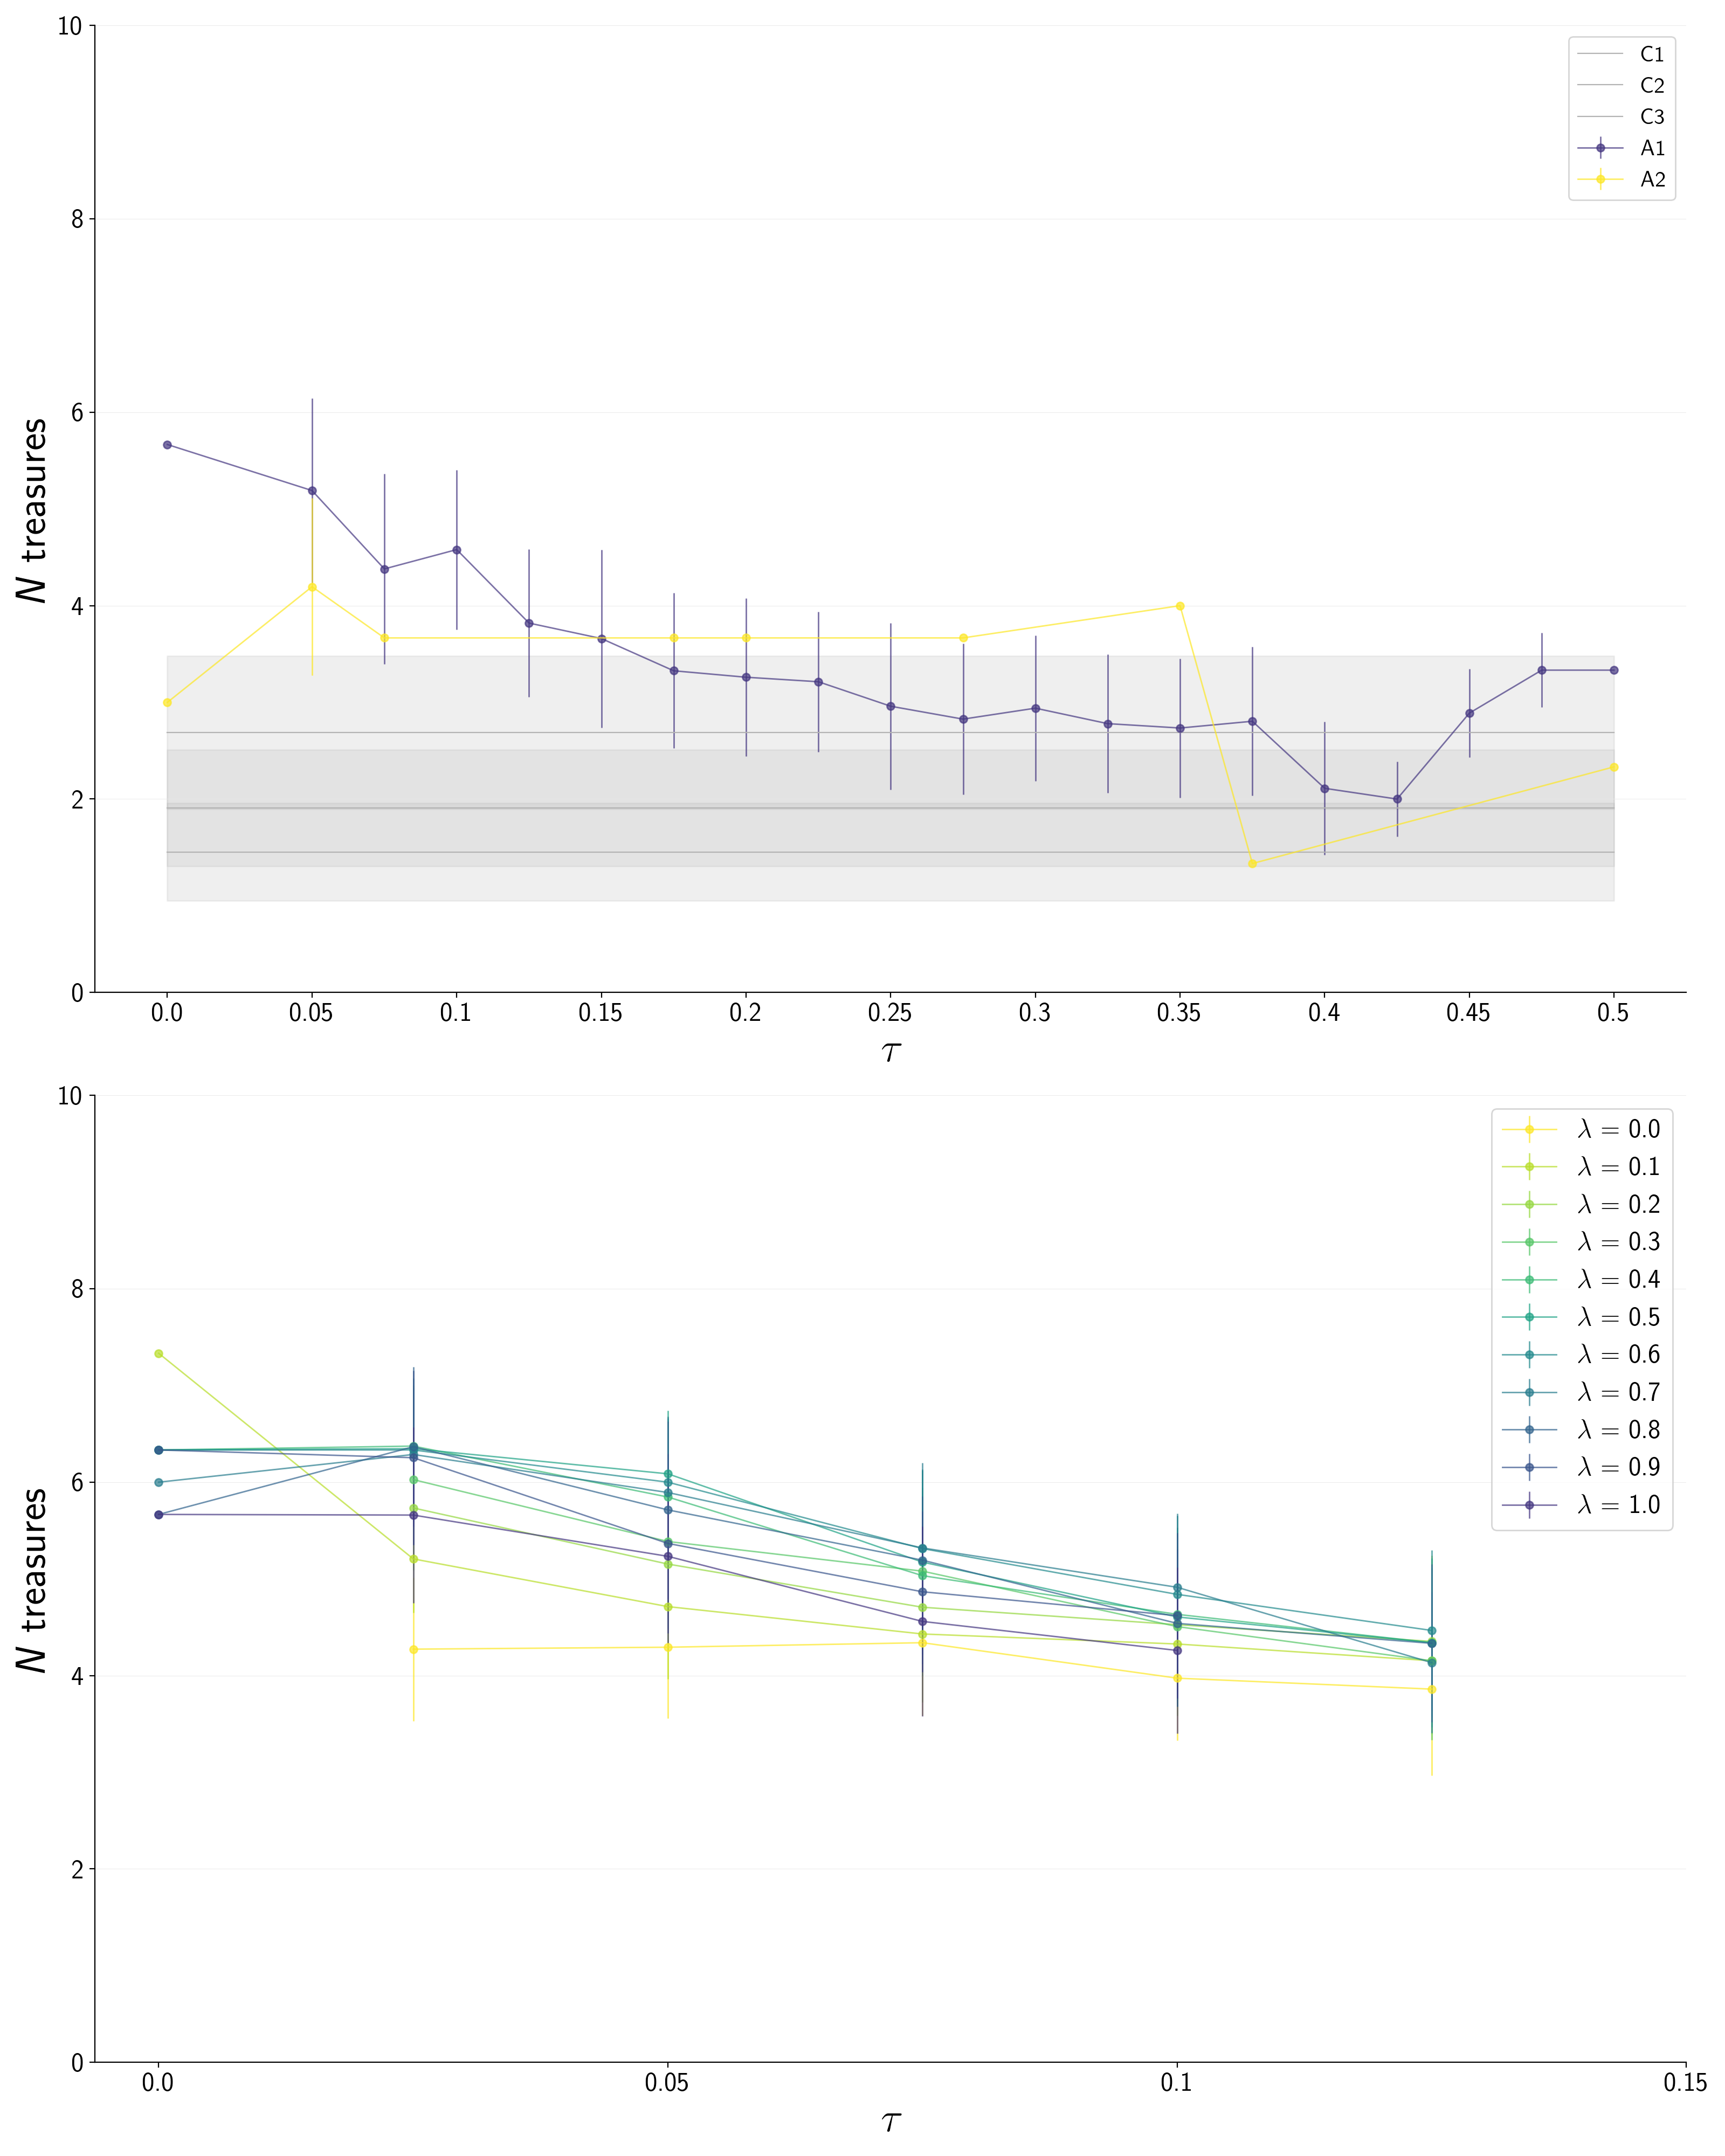 10
8
6
4
2
0
N treasures
C1
C2
C3
A1
A2
0.0 0.05 0.1 0.15 0.2 0.25 0.3 0.35 0.4 0.45 0.5
τ
10
8
6
4
2
0
N treasures
λ = 0.0
λ = 0.1
λ = 0.2
λ = 0.3
λ = 0.4
λ = 0.5
λ = 0.6
λ = 0.7
λ = 0.8
λ = 0.9
λ = 1.0
0.0 0.05 0.1 0.15
τ